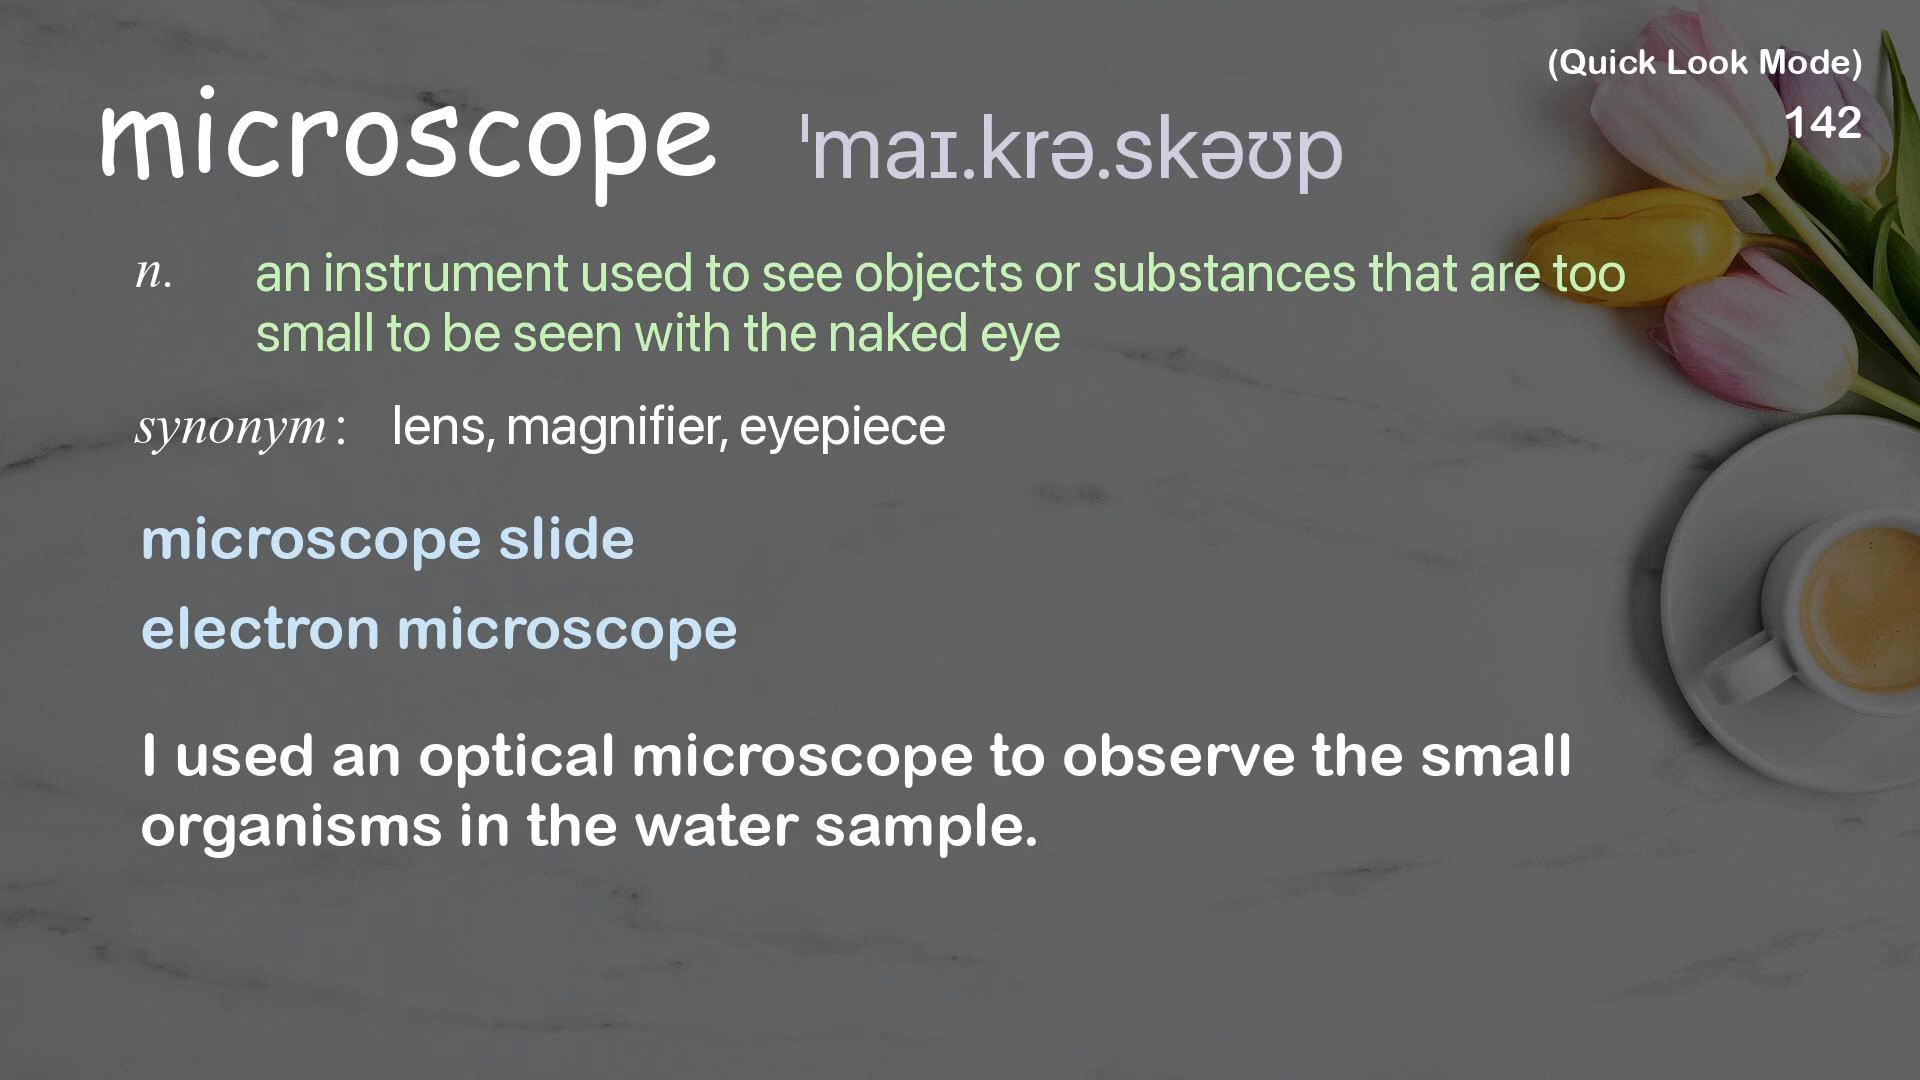 (Quick Look Mode)
142
microscope ˈmaɪ.krə.skəʊp
n. an instrument used to see objects or substances that are too
small to be seen with the naked eye
synonym: lens, magnifier, eyepiece
microscope slide
electron microscope
I used an optical microscope to observe the small
organisms in the water sample.